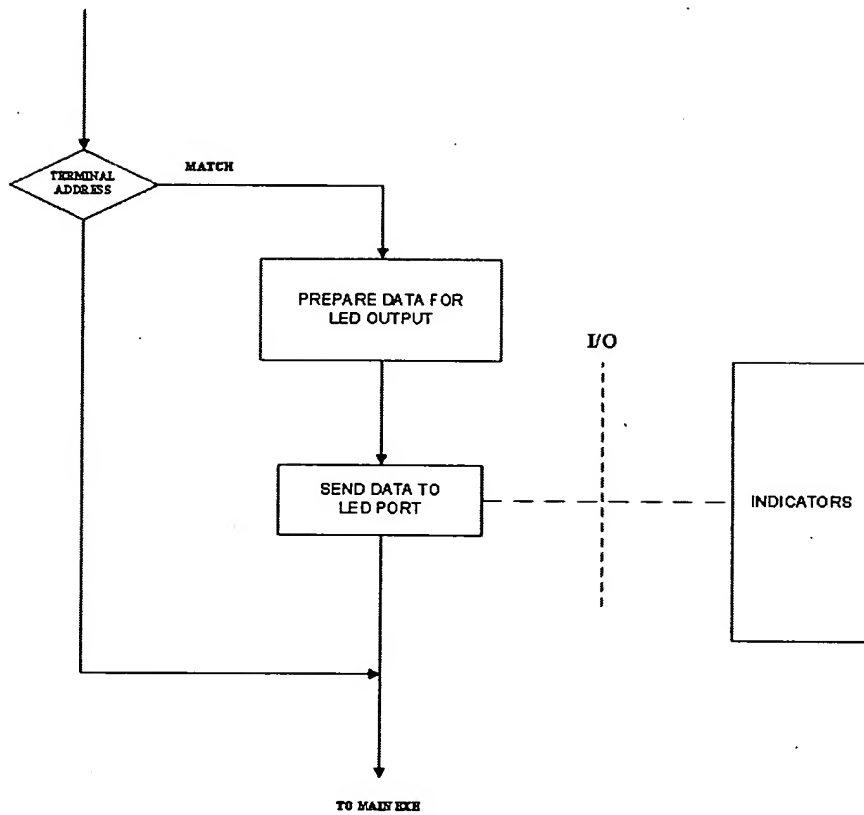 TERMINAL
ADDRESS
MATCH
PREPARE DATA FOR
LED OUTPUT
I/O
SEND DATA TO
LED PORT
INDICATORS
TO MAIN EXE